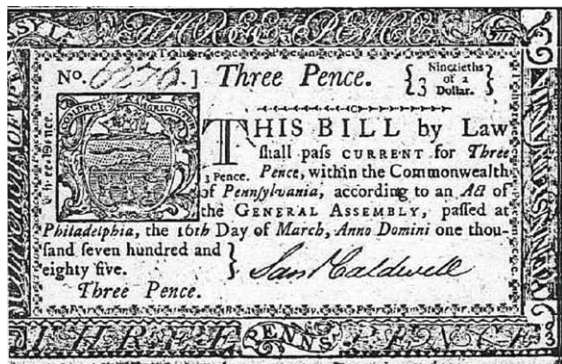 THREE PENCE
No.
] Three Pence. { 3 Ninetieths of a Dollar. }
COMMERCE AGRICULTURE
Three Pence.
THIS BILL by Law
ſhall paſs CURRENT for Three
3 Pence. Pence, within the Commonwealth
of Pennſylvania, according to an Act of
the GENERAL ASSEMBLY, paſſed at
Philadelphia, the 16th Day of March, Anno Domini one thou-
ſand ſeven hundred and
eighty five. } Sam Caldwell
Three Pence.
THREE PENNS. PENCE